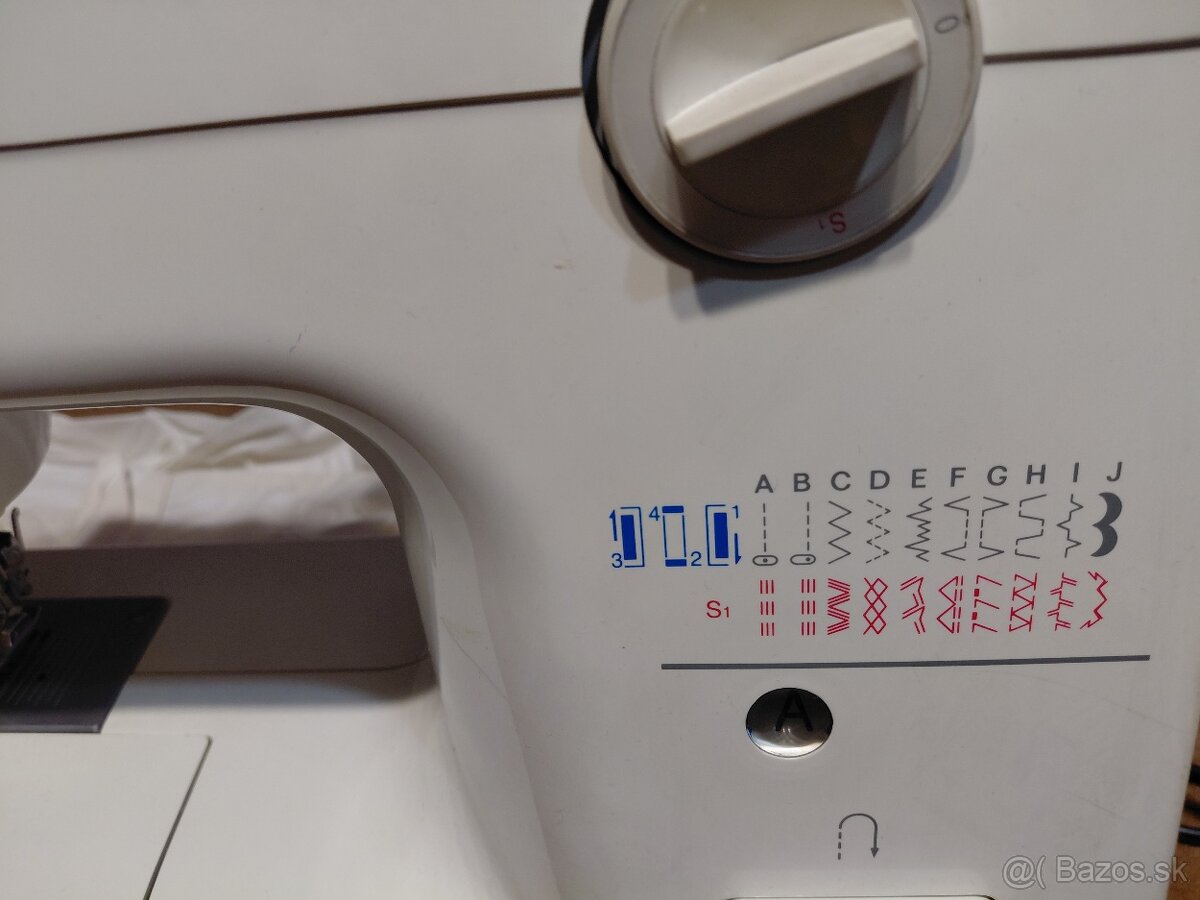 0
S1
A B C D E F G H I J
1 3 4 2 1
S1
A
@( Bazos.sk